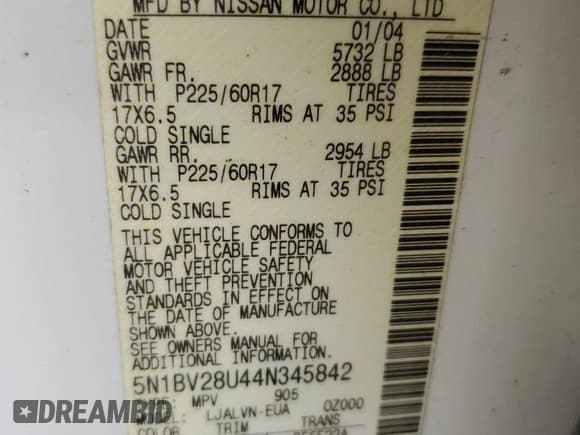 MFD BY NISSAN MOTOR CO., LTD
DATE 01/04
GVWR 5732 LB
GAWR FR. 2888 LB
WITH P225/60R17 TIRES
17X6.5 RIMS AT 35 PSI
COLD SINGLE
GAWR RR. 2954 LB
WITH P225/60R17 TIRES
17X6.5 RIMS AT 35 PSI
COLD SINGLE
THIS VEHICLE CONFORMS TO
ALL APPLICABLE FEDERAL
MOTOR VEHICLE SAFETY
AND THEFT PREVENTION
STANDARDS IN EFFECT ON
THE DATE OF MANUFACTURE
SHOWN ABOVE.
SEE OWNERS MANUAL FOR
ADDITIONAL INFORMATION
5N1BV28U44N345842
MPV 905
MODEL: LJALVN-EUA 0Z000
COLOR TRIM TRANS
DREAMBID